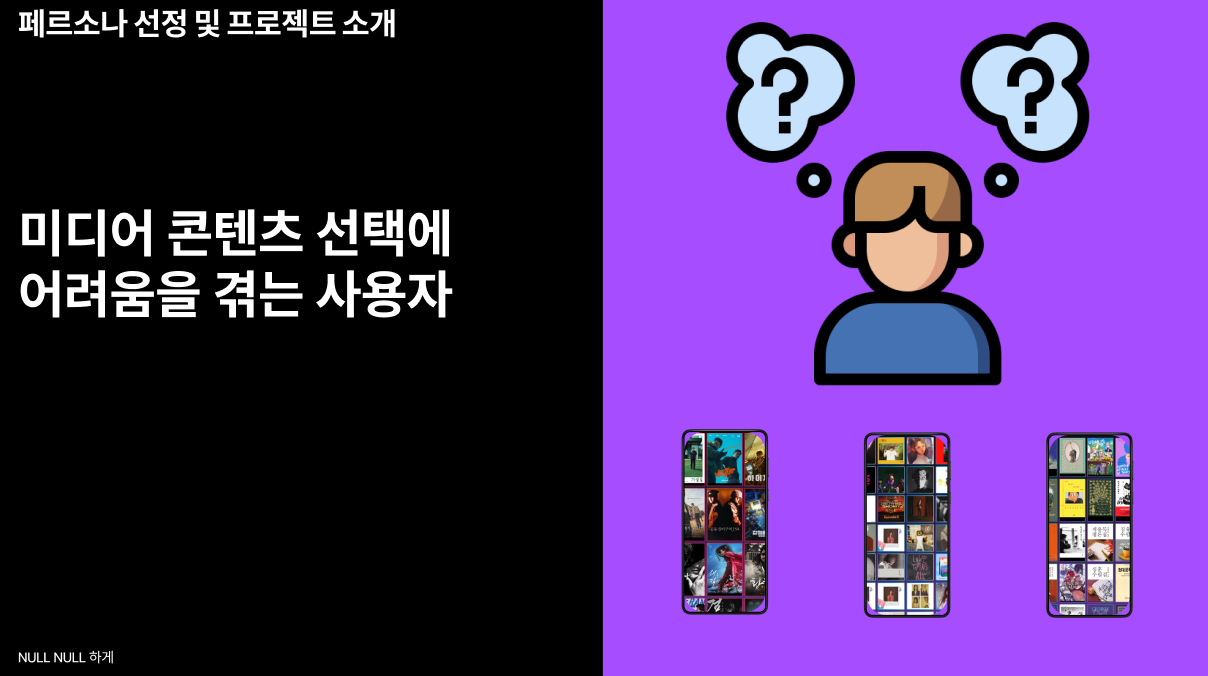 페르소나 선정 및 프로젝트 소개
미디어 콘텐츠 선택에
어려움을 겪는 사용자
NULL NULL 하게
?
?